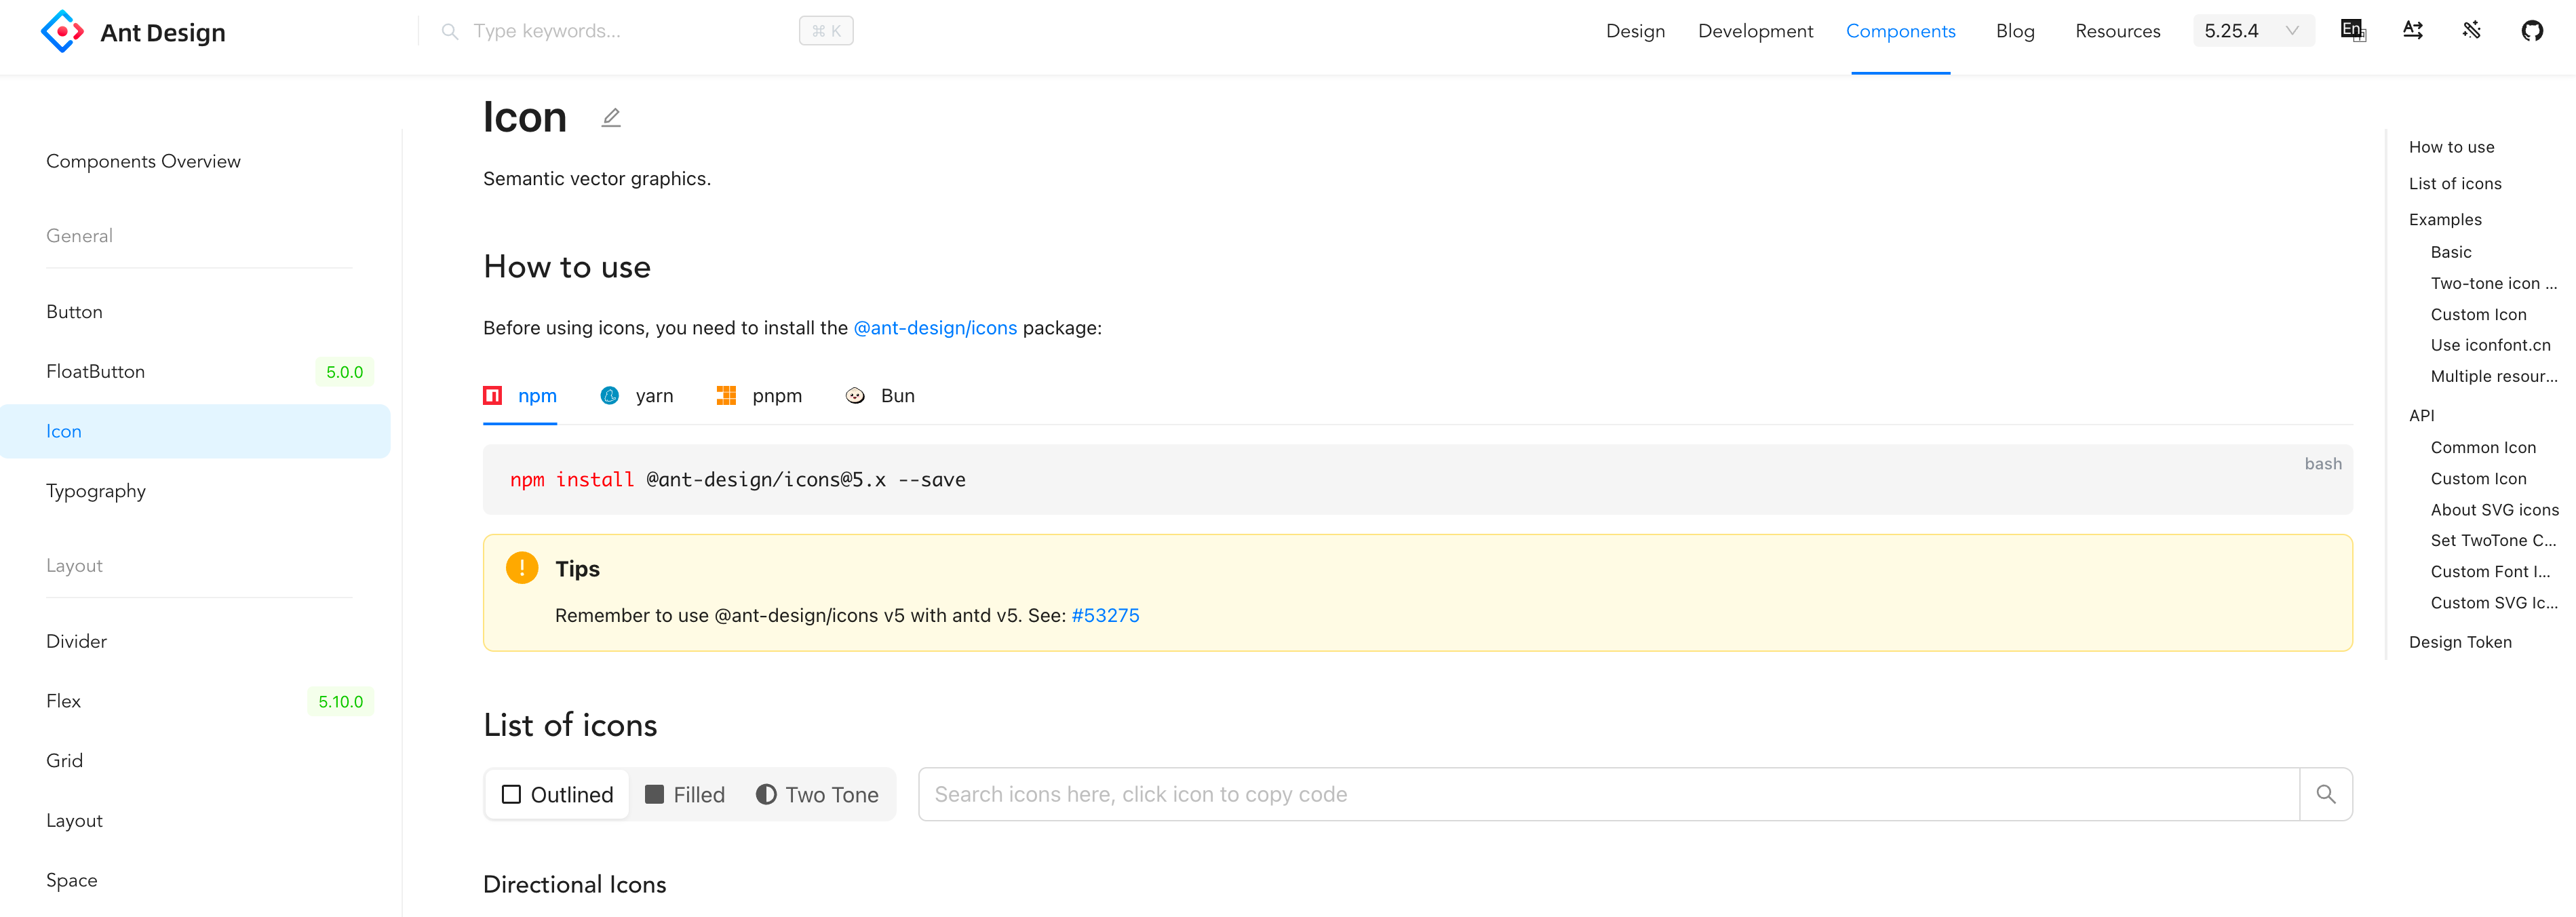 Ant Design
Type keywords...
⌘ K
Design
Development
Components
Blog
Resources
5.25.4
En
Components Overview
General
Button
FloatButton
5.0.0
Icon
Typography
Layout
Divider
Flex
5.10.0
Grid
Layout
Space
Icon
Semantic vector graphics.
How to use
Before using icons, you need to install the @ant-design/icons package:
npm
yarn
pnpm
Bun
bash
npm install @ant-design/icons@5.x --save
Tips
Remember to use @ant-design/icons v5 with antd v5. See: #53275
List of icons
Outlined
Filled
Two Tone
Search icons here, click icon to copy code
Directional Icons
How to use
List of icons
Examples
Basic
Two-tone icon ...
Custom Icon
Use iconfont.cn
Multiple resour...
API
Common Icon
Custom Icon
About SVG icons
Set TwoTone C...
Custom Font I...
Custom SVG Ic...
Design Token